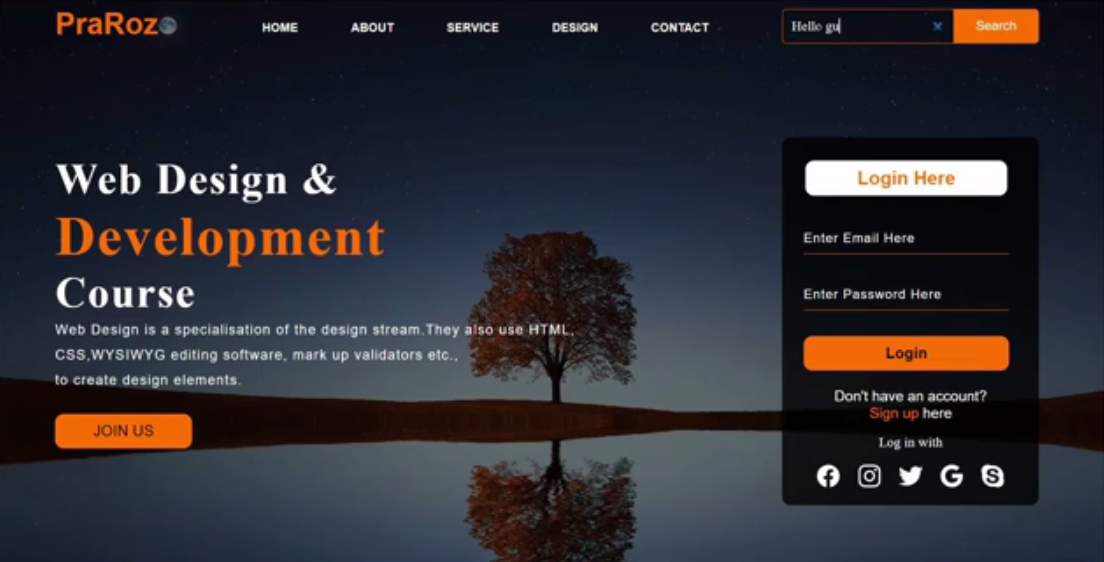 PraRozo
HOME ABOUT SERVICE DESIGN CONTACT
Hello gu
Search
Web Design &
Development
Course
Web Design is a specialisation of the design stream.They also use HTML,
CSS,WYSIWYG editing software, mark up validators etc.,
to create design elements.
JOIN US
Login Here
Enter Email Here
Enter Password Here
Login
Don't have an account?
Sign up here
Log in with